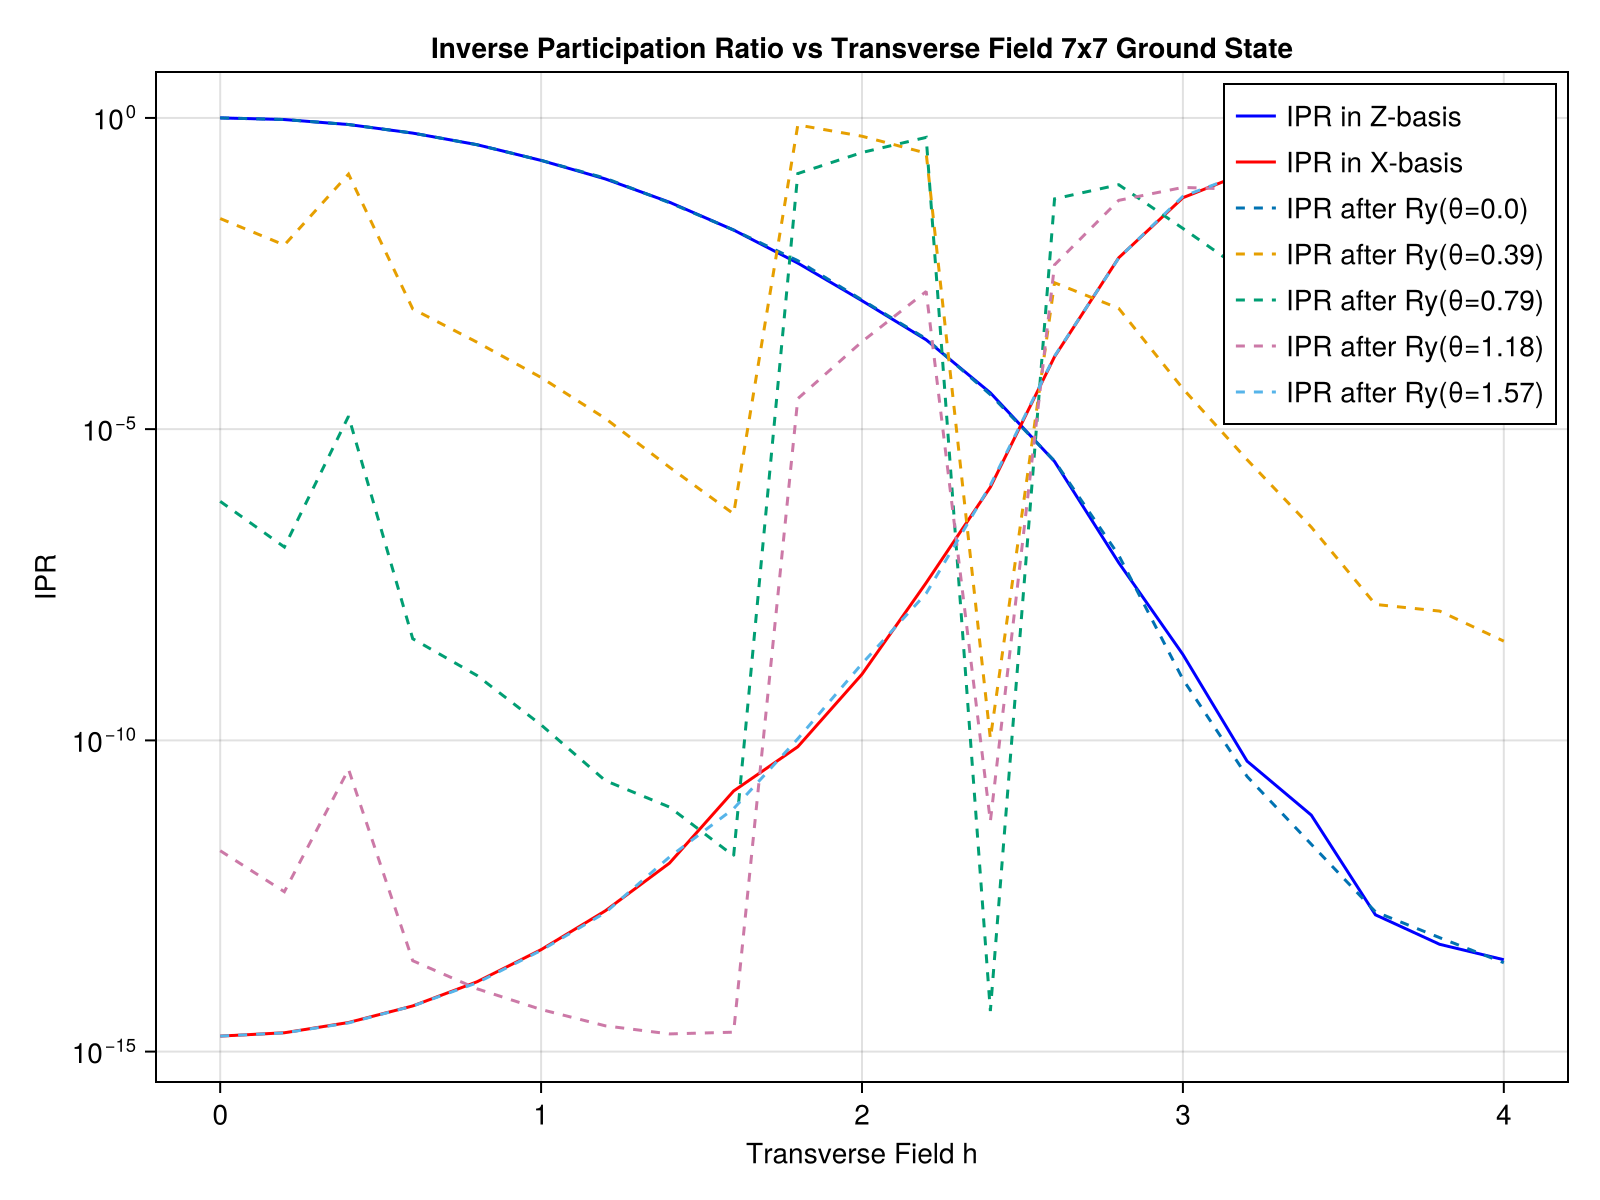 Inverse Participation Ratio vs Transverse Field 7x7 Ground State
IPR in Z-basis
IPR in X-basis
IPR after Ry(θ=0.0)
IPR after Ry(θ=0.39)
IPR after Ry(θ=0.79)
IPR after Ry(θ=1.18)
IPR after Ry(θ=1.57)
10⁰
10⁻⁵
10⁻¹⁰
10⁻¹⁵
IPR
0 1 2 3 4
Transverse Field h